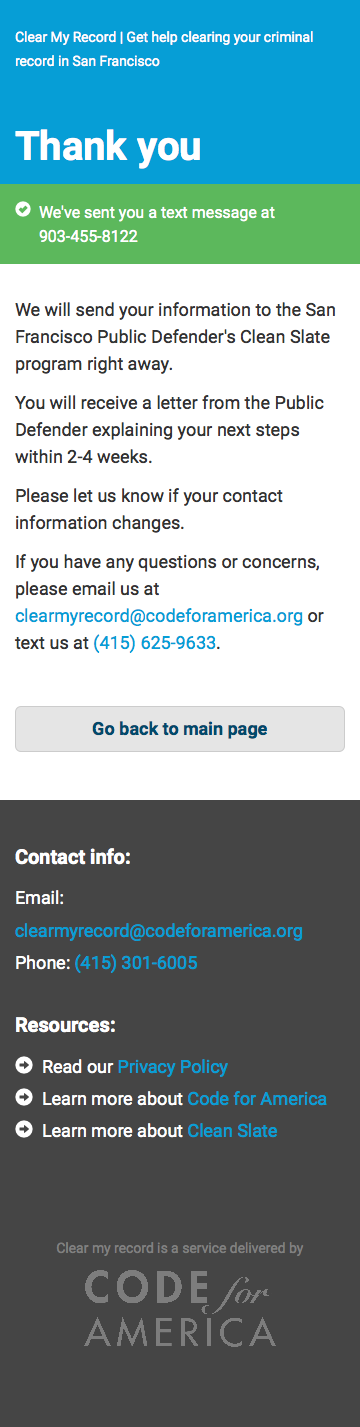 Clear My Record | Get help clearing your criminal
record in San Francisco
Thank you
We've sent you a text message at
903-455-8122
We will send your information to the San
Francisco Public Defender's Clean Slate
program right away.
You will receive a letter from the Public
Defender explaining your next steps
within 2-4 weeks.
Please let us know if your contact
information changes.
If you have any questions or concerns,
please email us at
clearmyrecord@codeforamerica.org or
text us at (415) 625-9633.
Go back to main page
Contact info:
Email:
clearmyrecord@codeforamerica.org
Phone: (415) 301-6005
Resources:
Read our Privacy Policy
Learn more about Code for America
Learn more about Clean Slate
Clear my record is a service delivered by
CODE for
AMERICA